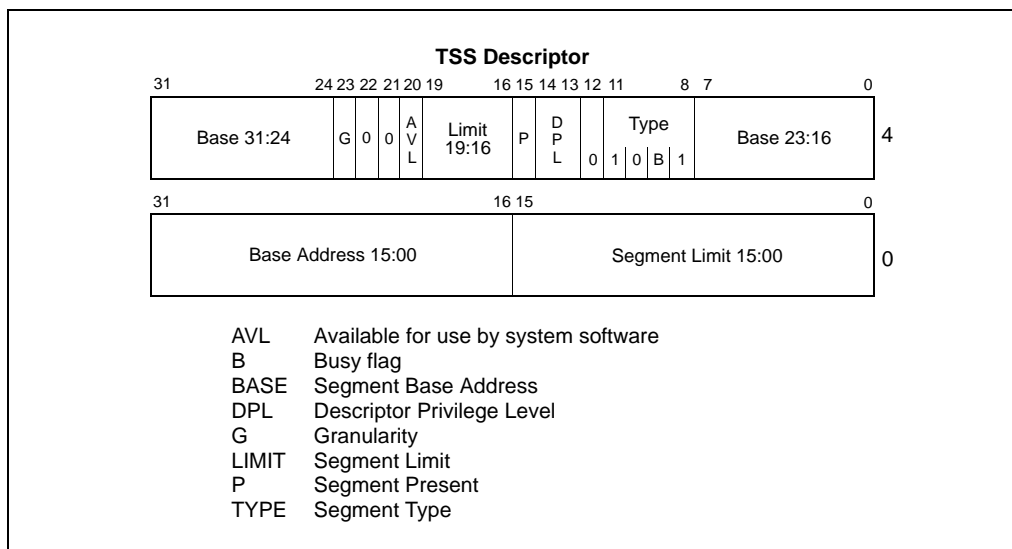 TSS Descriptor
31 24 23 22 21 20 19 16 15 14 13 12 11 8 7 0
Base 31:24 G 0 0 AVL Limit 19:16 P DPL 0 Type 1 0 B 1 Base 23:16 4
31 16 15 0
Base Address 15:00 Segment Limit 15:00 0
AVL Available for use by system software
B Busy flag
BASE Segment Base Address
DPL Descriptor Privilege Level
G Granularity
LIMIT Segment Limit
P Segment Present
TYPE Segment Type